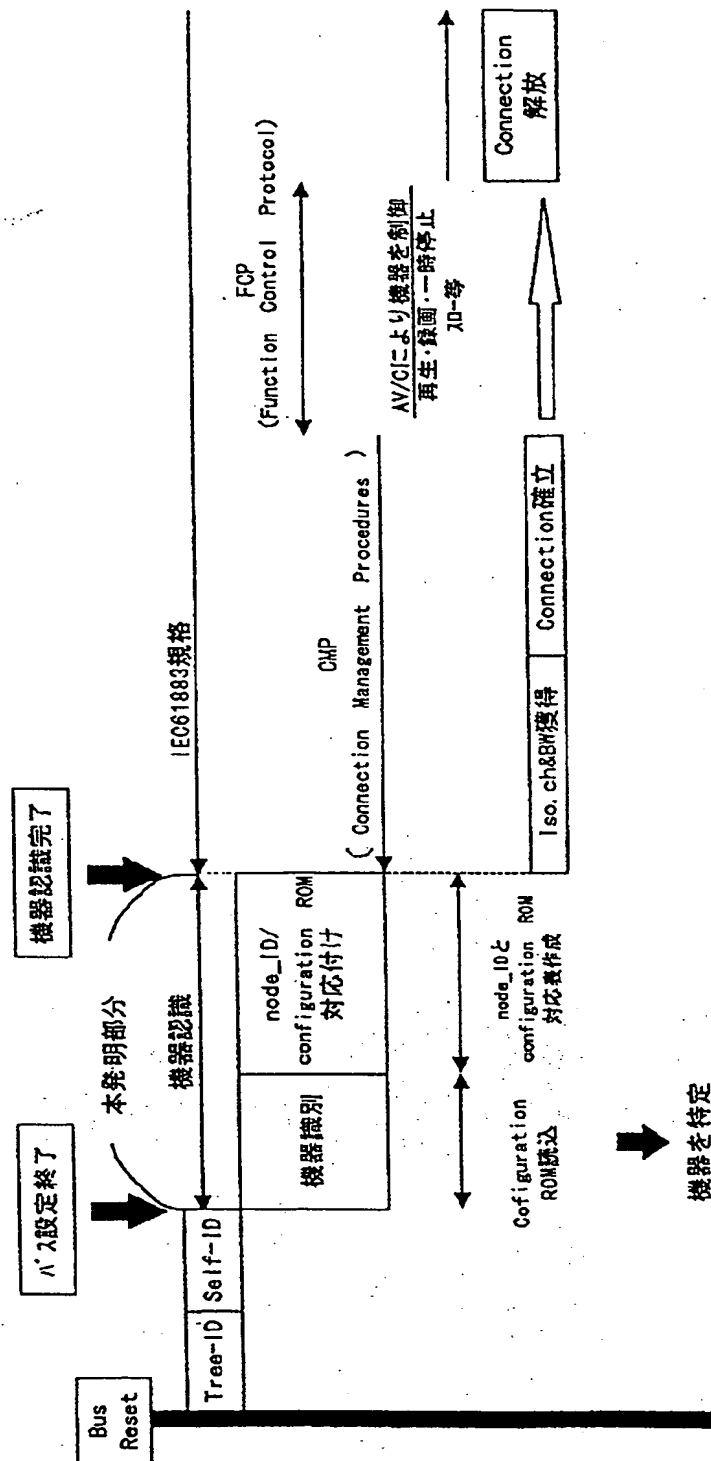 Bus
Reset
バス設定終了
機器認識完了
本発明部分
機器認識
IEC61883規格
Tree-ID
Self-ID
機器識別
node_ID/
configuration ROM
対応付け
CMP
( Connection Management Procedures )
FCP
(Function Control Protocol)
Cofiguration
ROM読込
node_IDと
configuration ROM
対応表作成
AV/Cにより機器を制御
再生・録画・一時停止
スロー等
Iso.ch&BW獲得
Connection確立
Connection
解放
機器を特定